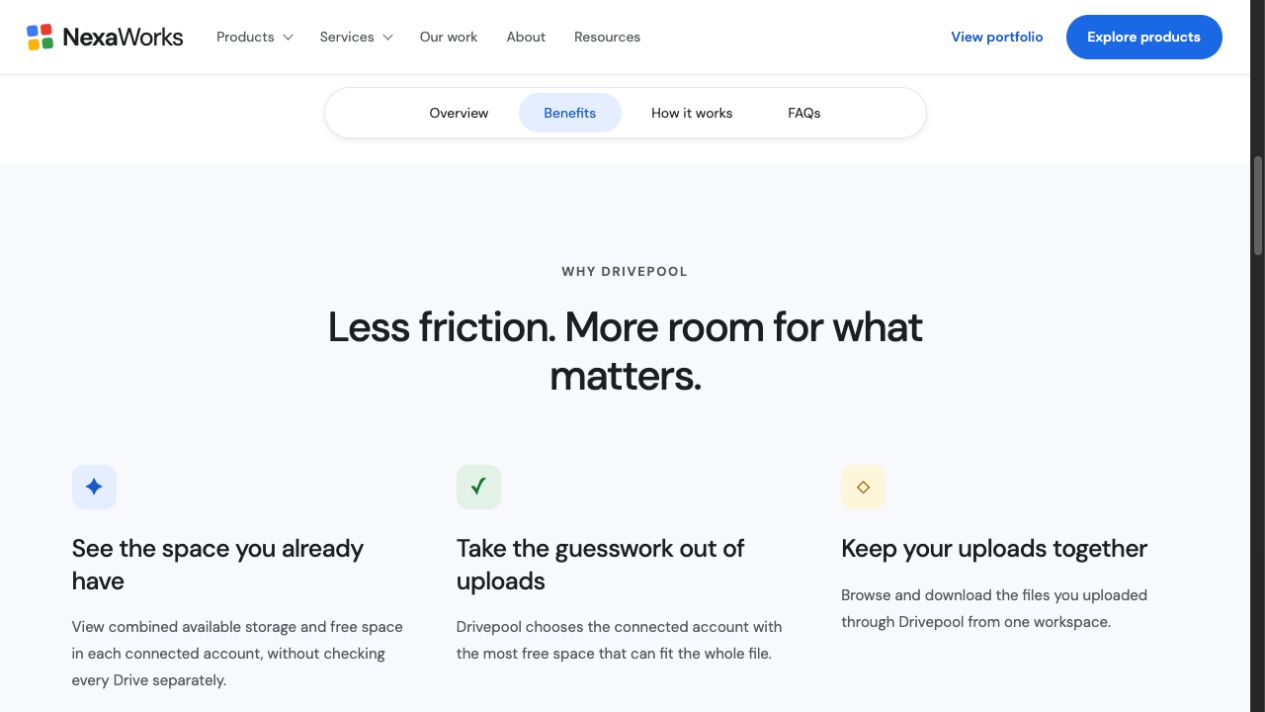 NexaWorks Products Services Our work About Resources View portfolio Explore products
Overview Benefits How it works FAQs
WHY DRIVEPOOL
Less friction. More room for what
matters.
See the space you already
have
View combined available storage and free space
in each connected account, without checking
every Drive separately.
Take the guesswork out of
uploads
Drivepool chooses the connected account with
the most free space that can fit the whole file.
Keep your uploads together
Browse and download the files you uploaded
through Drivepool from one workspace.